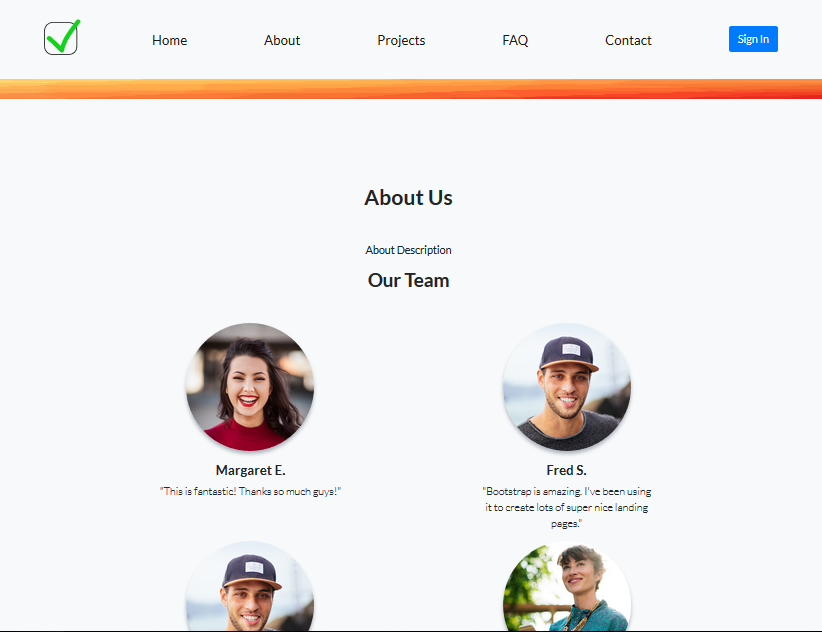 Home About Projects FAQ Contact Sign In
About Us
About Description
Our Team
Margaret E.
"This is fantastic! Thanks so much guys!"
Fred S.
"Bootstrap is amazing. I've been using
it to create lots of super nice landing
pages."